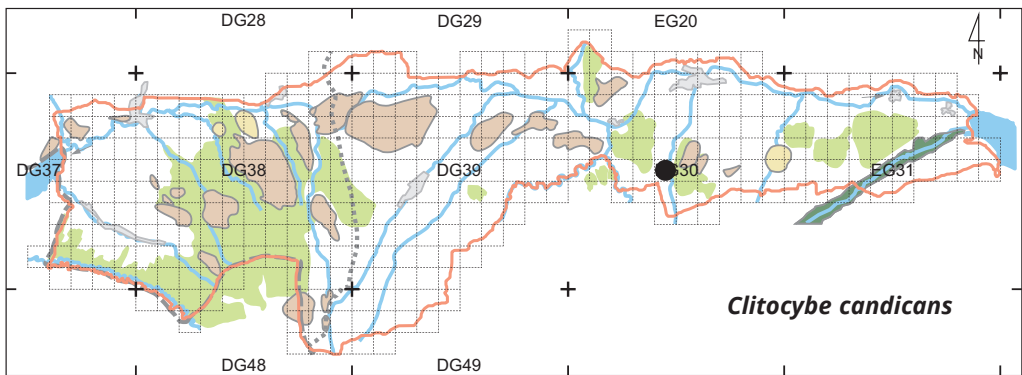 DG28 DG29 EG20
N
DG37 DG38 DG39 G30 EG31
Clitocybe candicans
DG48 DG49